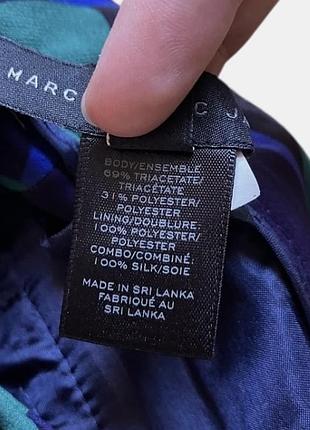 MARC
BODY/ENSEMBLE
69% TRIACETATE/
TRIACÉTATE
31% POLYESTER/
POLYESTER
LINING/DOUBLURE:
100% POLYESTER/
POLYESTER
COMBO/COMBINÉ:
100% SILK/SOIE
MADE IN SRI LANKA
FABRIQUÉ AU
SRI LANKA